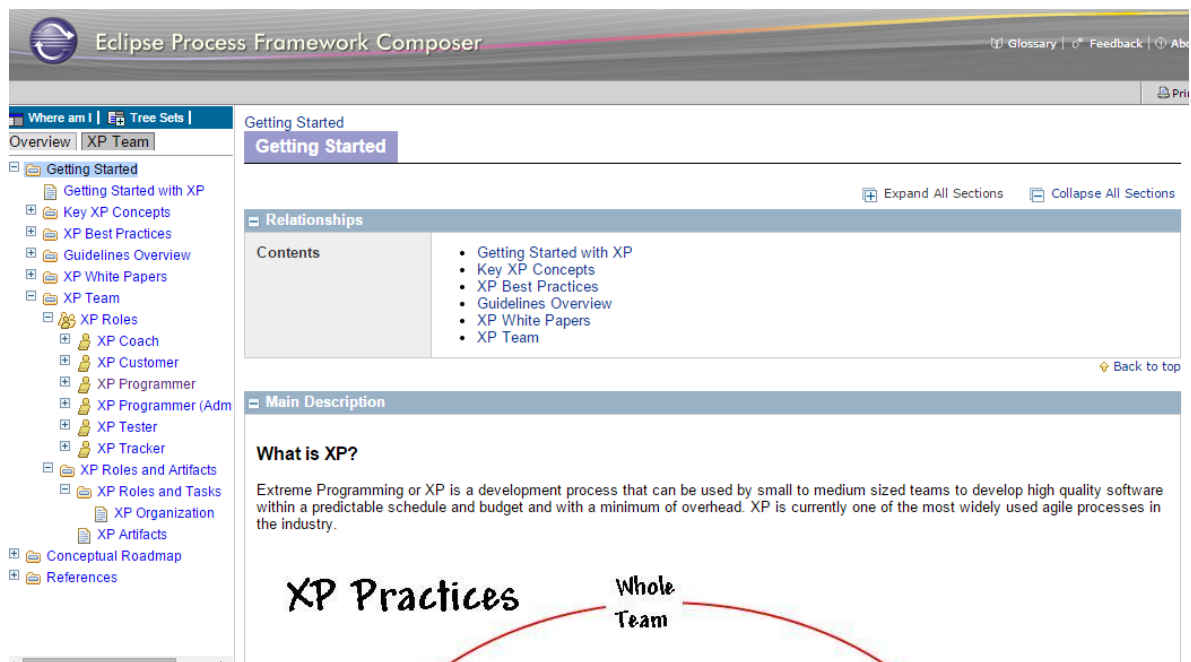 Eclipse Process Framework Composer
Glossary | Feedback | Abo
Prin
Where am I | Tree Sets |
Overview XP Team
Getting Started
Getting Started with XP
Key XP Concepts
XP Best Practices
Guidelines Overview
XP White Papers
XP Team
XP Roles
XP Coach
XP Customer
XP Programmer
XP Programmer (Adm
XP Tester
XP Tracker
XP Roles and Artifacts
XP Roles and Tasks
XP Organization
XP Artifacts
Conceptual Roadmap
References
Getting Started
Getting Started
Expand All Sections Collapse All Sections
Relationships
Contents
Getting Started with XP
Key XP Concepts
XP Best Practices
Guidelines Overview
XP White Papers
XP Team
Back to top
Main Description
What is XP?
Extreme Programming or XP is a development process that can be used by small to medium sized teams to develop high quality software
within a predictable schedule and budget and with a minimum of overhead. XP is currently one of the most widely used agile processes in
the industry.
XP Practices
Whole
Team